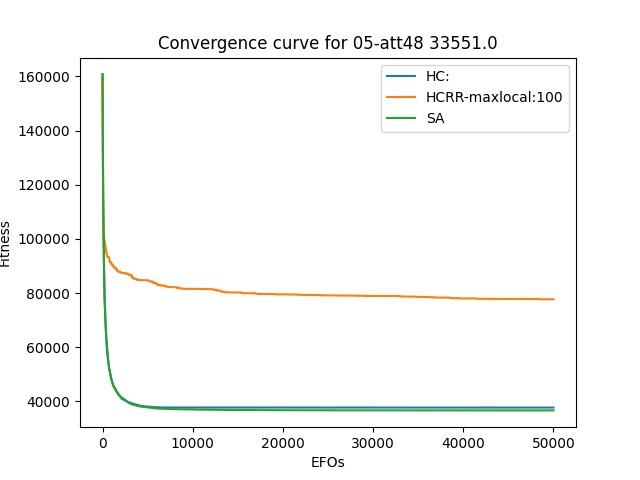 Convergence curve for 05-att48 33551.0
HC:
HCRR-maxlocal:100
SA
160000
140000
120000
100000
80000
60000
40000
Fitness
0 10000 20000 30000 40000 50000
EFOs